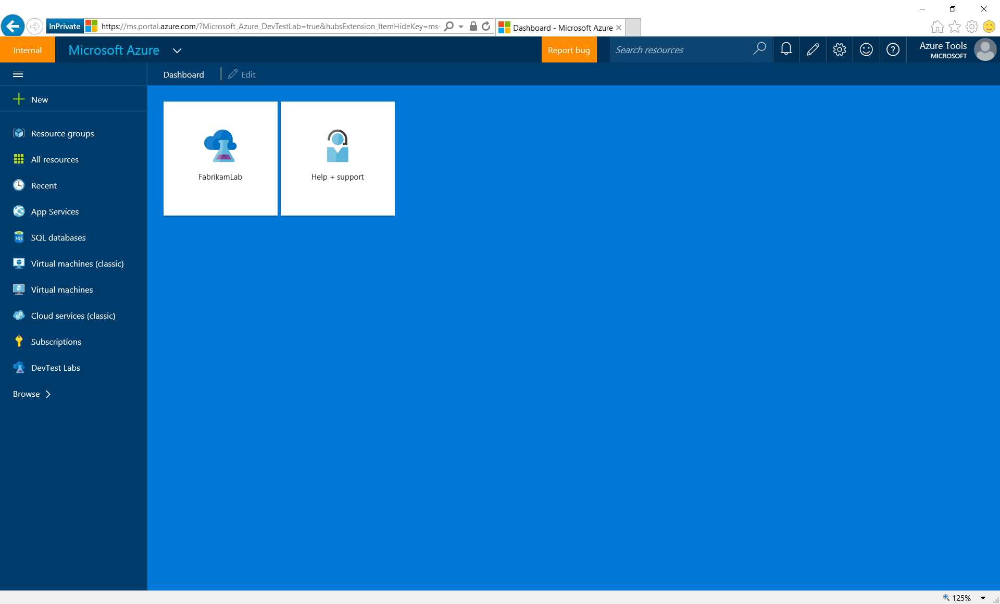 InPrivate
https://ms.portal.azure.com/?Microsoft_Azure_DevTestLab=true&hubsExtension_ItemHideKey=ms-
Dashboard - Microsoft Azure
Internal
Microsoft Azure
Report bug
Search resources
Azure Tools
MICROSOFT
Dashboard
Edit
New
Resource groups
All resources
Recent
App Services
SQL
SQL databases
Virtual machines (classic)
Virtual machines
Cloud services (classic)
Subscriptions
DevTest Labs
Browse
FabrikamLab
Help + support
125%